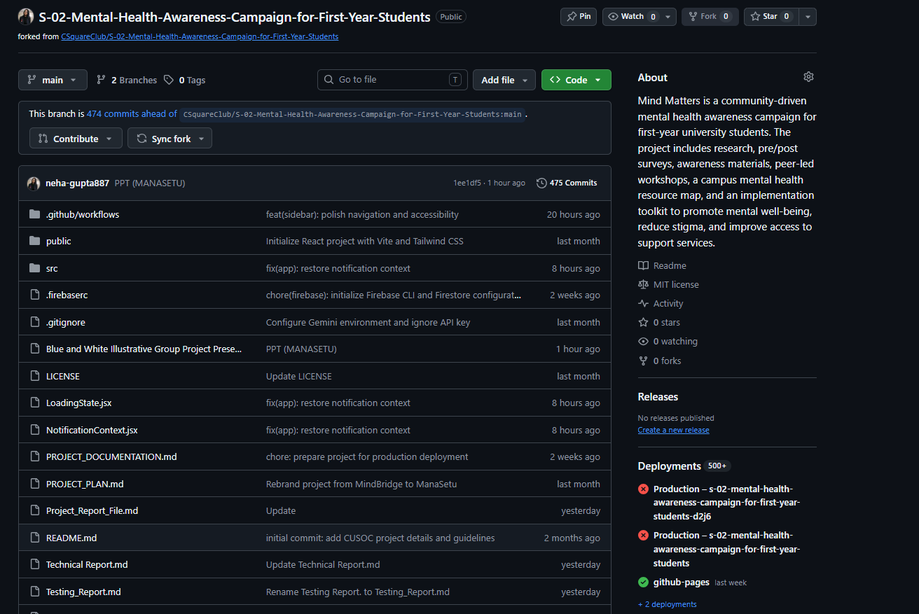 S-02-Mental-Health-Awareness-Campaign-for-First-Year-Students Public
Pin Watch 0 Fork 0 Star 0
forked from CSquareClub/S-02-Mental-Health-Awareness-Campaign-for-First-Year-Students
main 2 Branches 0 Tags Go to file T Add file Code
This branch is 474 commits ahead of CSquareClub/S-02-Mental-Health-Awareness-Campaign-for-First-Year-Students:main .
Contribute Sync fork
neha-gupta887 PPT (MANASETU) 1ee1df5 · 1 hour ago 475 Commits
.github/workflows feat(sidebar): polish navigation and accessibility 20 hours ago
public Initialize React project with Vite and Tailwind CSS last month
src fix(app): restore notification context 8 hours ago
.firebaserc chore(firebase): initialize Firebase CLI and Firestore configurat... 2 weeks ago
.gitignore Configure Gemini environment and ignore API key last month
Blue and White Illustrative Group Project Prese... PPT (MANASETU) 1 hour ago
LICENSE Update LICENSE last month
LoadingState.jsx fix(app): restore notification context 8 hours ago
NotificationContext.jsx fix(app): restore notification context 8 hours ago
PROJECT_DOCUMENTATION.md chore: prepare project for production deployment 2 weeks ago
PROJECT_PLAN.md Rebrand project from MindBridge to ManaSetu last month
Project_Report_File.md Update yesterday
README.md initial commit: add CUSOC project details and guidelines 2 months ago
Technical Report.md Update Technical Report.md yesterday
Testing_Report.md Rename Testing Report. to Testing_Report.md yesterday
About
Mind Matters is a community-driven
mental health awareness campaign for
first-year university students. The
project includes research, pre/post
surveys, awareness materials, peer-led
workshops, a campus mental health
resource map, and an implementation
toolkit to promote mental well-being,
reduce stigma, and improve access to
support services.
Readme
MIT license
Activity
0 stars
0 watching
0 forks
Releases
No releases published
Create a new release
Deployments 500+
Production – s-02-mental-health-
awareness-campaign-for-first-year-
students-d2j6
Production – s-02-mental-health-
awareness-campaign-for-first-year-
students
github-pages last week
+ 2 deployments